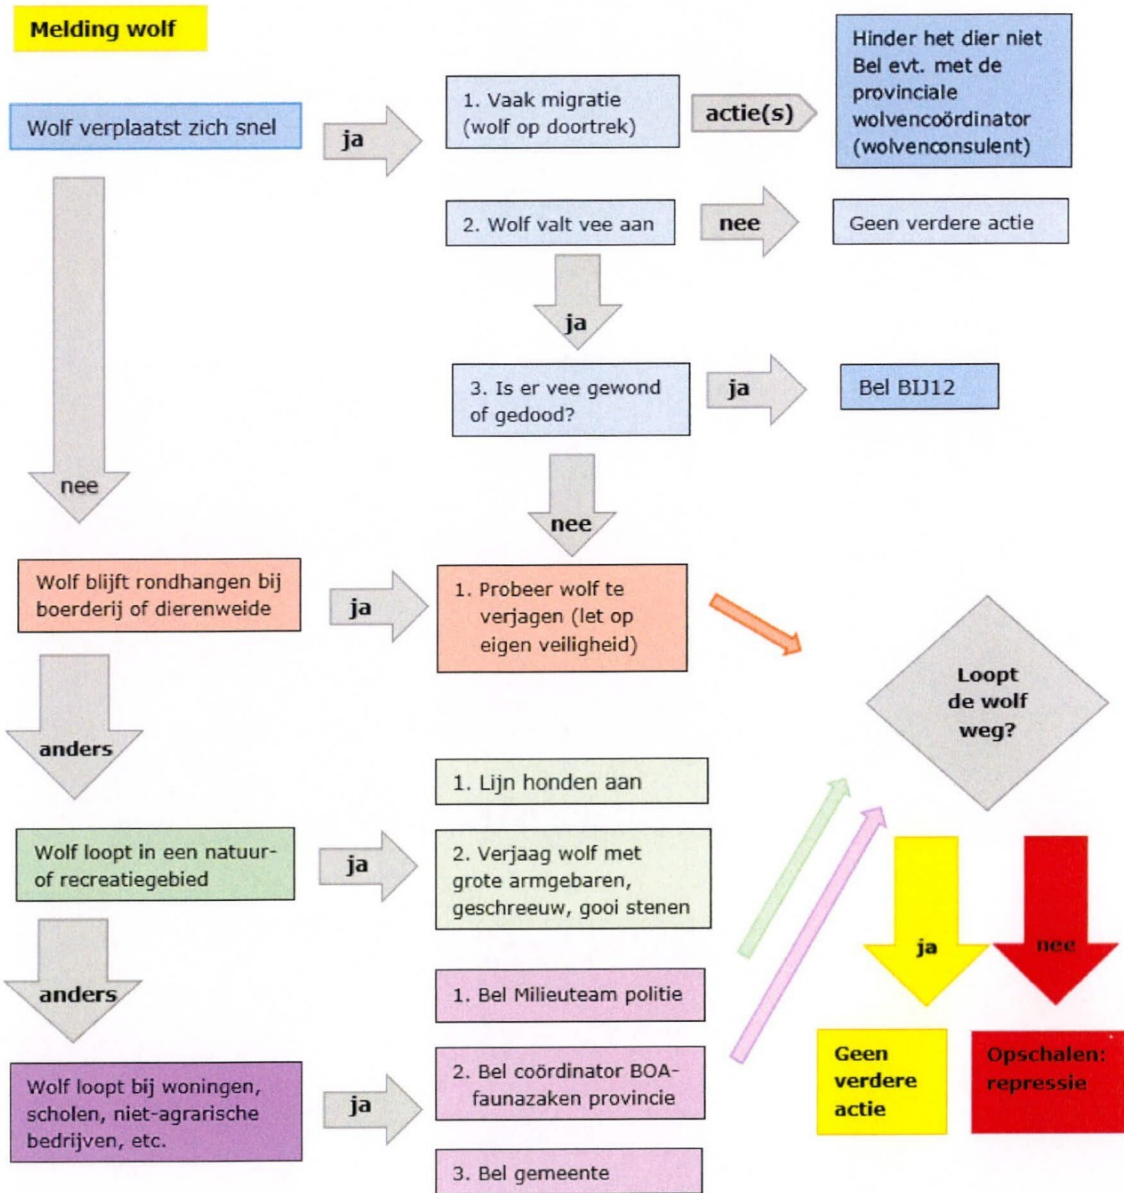 Melding wolf
Wolf verplaatst zich snel
ja
1. Vaak migratie
(wolf op doortrek)
actie(s)
Hinder het dier niet
Bel evt. met de
provinciale
wolvencoördinator
(wolvenconsulent)
2. Wolf valt vee aan
nee
Geen verdere actie
ja
3. Is er vee gewond
of gedood?
ja
Bel BIJ12
nee
nee
Wolf blijft rondhangen bij
boerderij of dierenweide
ja
1. Probeer wolf te
verjagen (let op
eigen veiligheid)
Loopt
de wolf
weg?
anders
1. Lijn honden aan
Wolf loopt in een natuur-
of recreatiegebied
ja
2. Verjaag wolf met
grote armgebaren,
geschreeuw, gooi stenen
ja
nee
anders
1. Bel Milieuteam politie
Wolf loopt bij woningen,
scholen, niet-agrarische
bedrijven, etc.
ja
2. Bel coördinator BOA-
faunazaken provincie
3. Bel gemeente
Geen
verdere
actie
Opschalen:
repressie